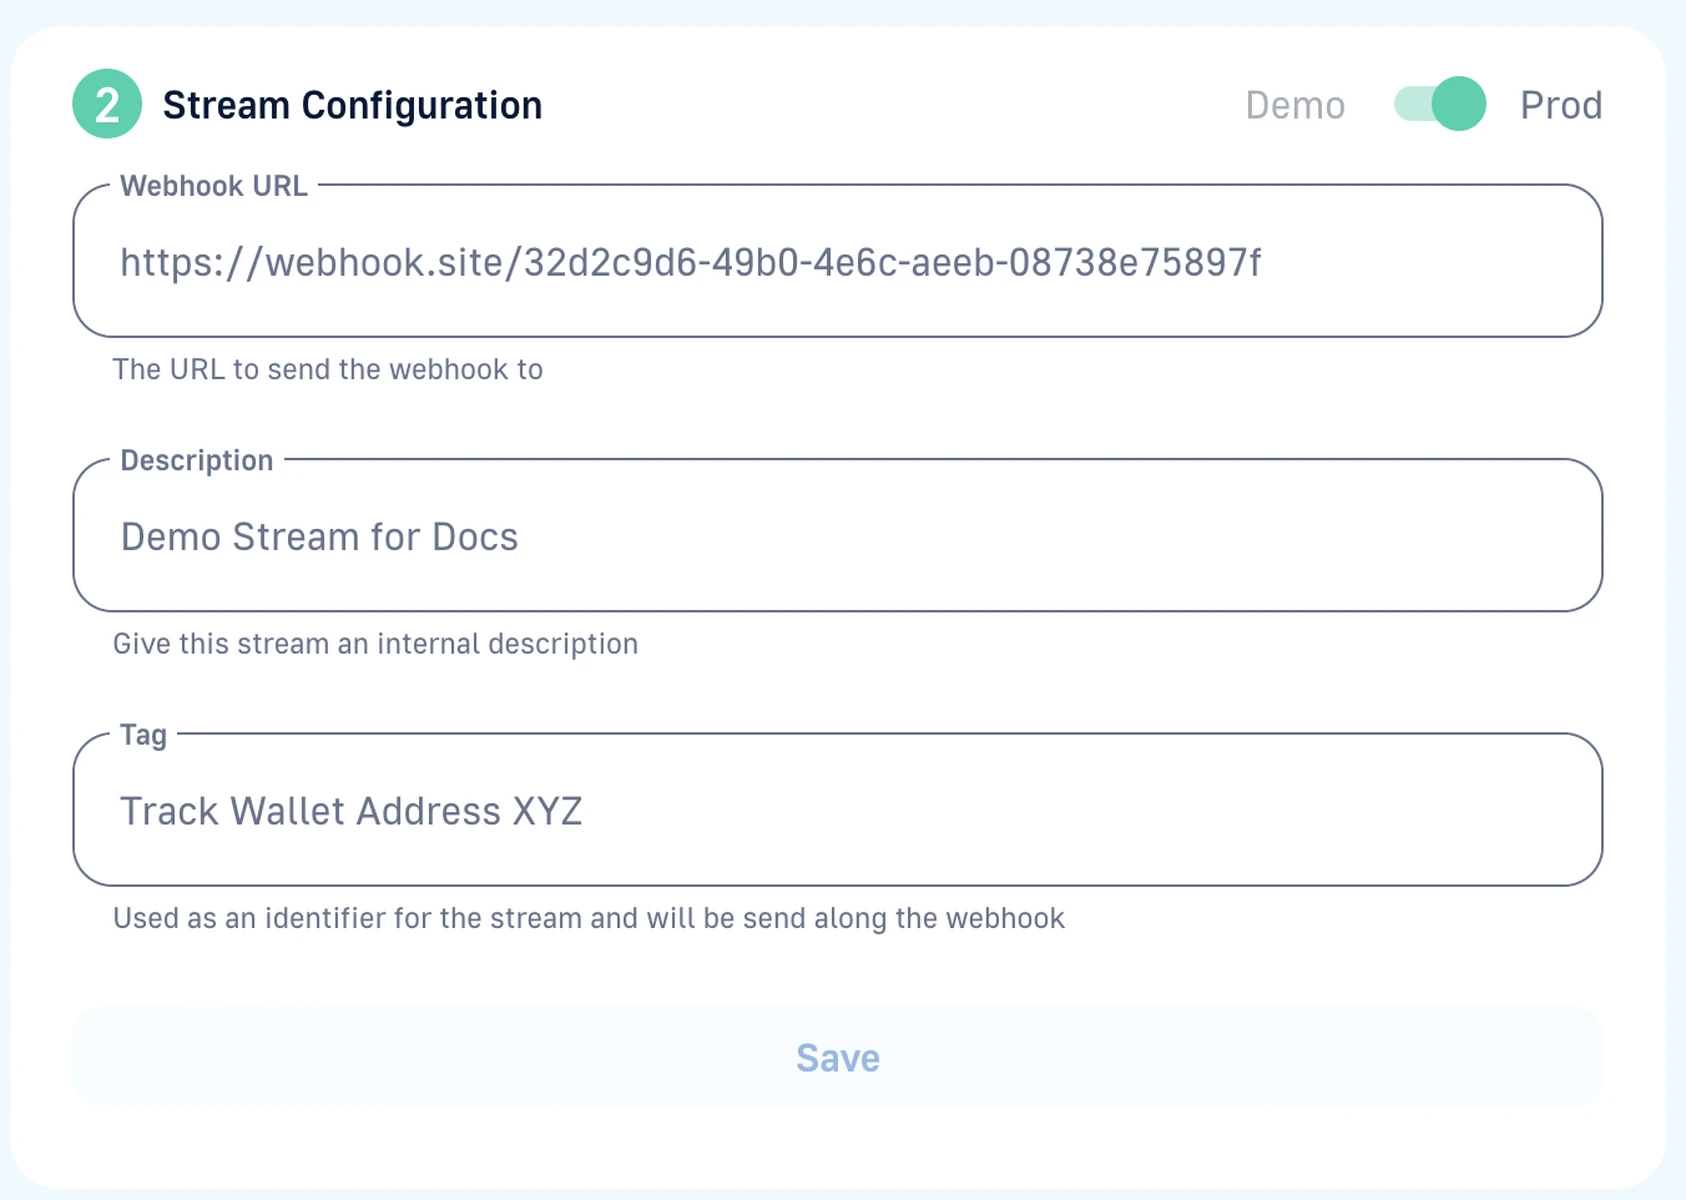 2 Stream Configuration Demo Prod
Webhook URL
https://webhook.site/32d2c9d6-49b0-4e6c-aeeb-08738e75897f
The URL to send the webhook to
Description
Demo Stream for Docs
Give this stream an internal description
Tag
Track Wallet Address XYZ
Used as an identifier for the stream and will be send along the webhook
Save